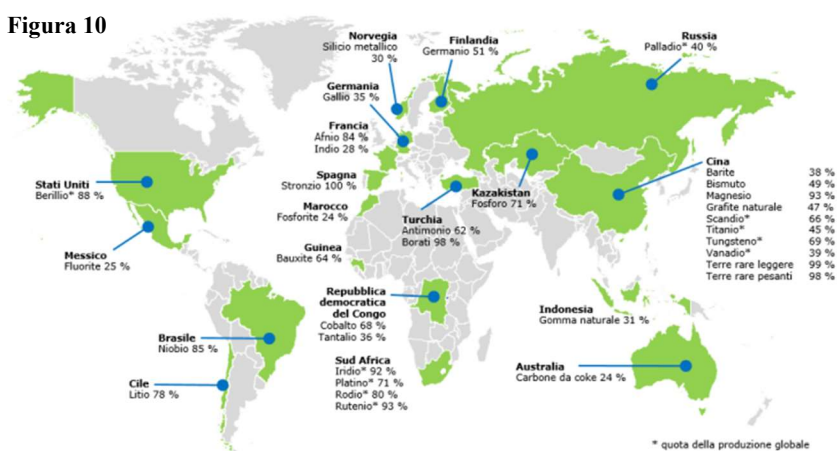 Figura 10
Norvegia
Silicio metallico
30 %
Finlandia
Germanio 51 %
Russia
Palladio* 40 %
Germania
Gallio 35 %
Francia
Afnio 84 %
Indio 28 %
Spagna
Stronzio 100 %
Marocco
Fosforite 24 %
Turchia
Antimonio 62 %
Borati 98 %
Kazakistan
Fosforo 71 %
Cina
Barite 38 %
Bismuto 49 %
Magnesio 93 %
Grafite naturale 47 %
Scandio* 66 %
Titanio* 45 %
Tungsteno* 69 %
Vanadio* 39 %
Terre rare leggere 99 %
Terre rare pesanti 98 %
Stati Uniti
Berillio* 88 %
Messico
Fluorite 25 %
Guinea
Bauxite 64 %
Repubblica
democratica
del Congo
Cobalto 68 %
Tantalio 36 %
Indonesia
Gomma naturale 31 %
Brasile
Niobio 85 %
Sud Africa
Iridio* 92 %
Platino* 71 %
Rodio* 80 %
Rutenio* 93 %
Australia
Carbone da coke 24 %
Cile
Litio 78 %
* quota della produzione globale